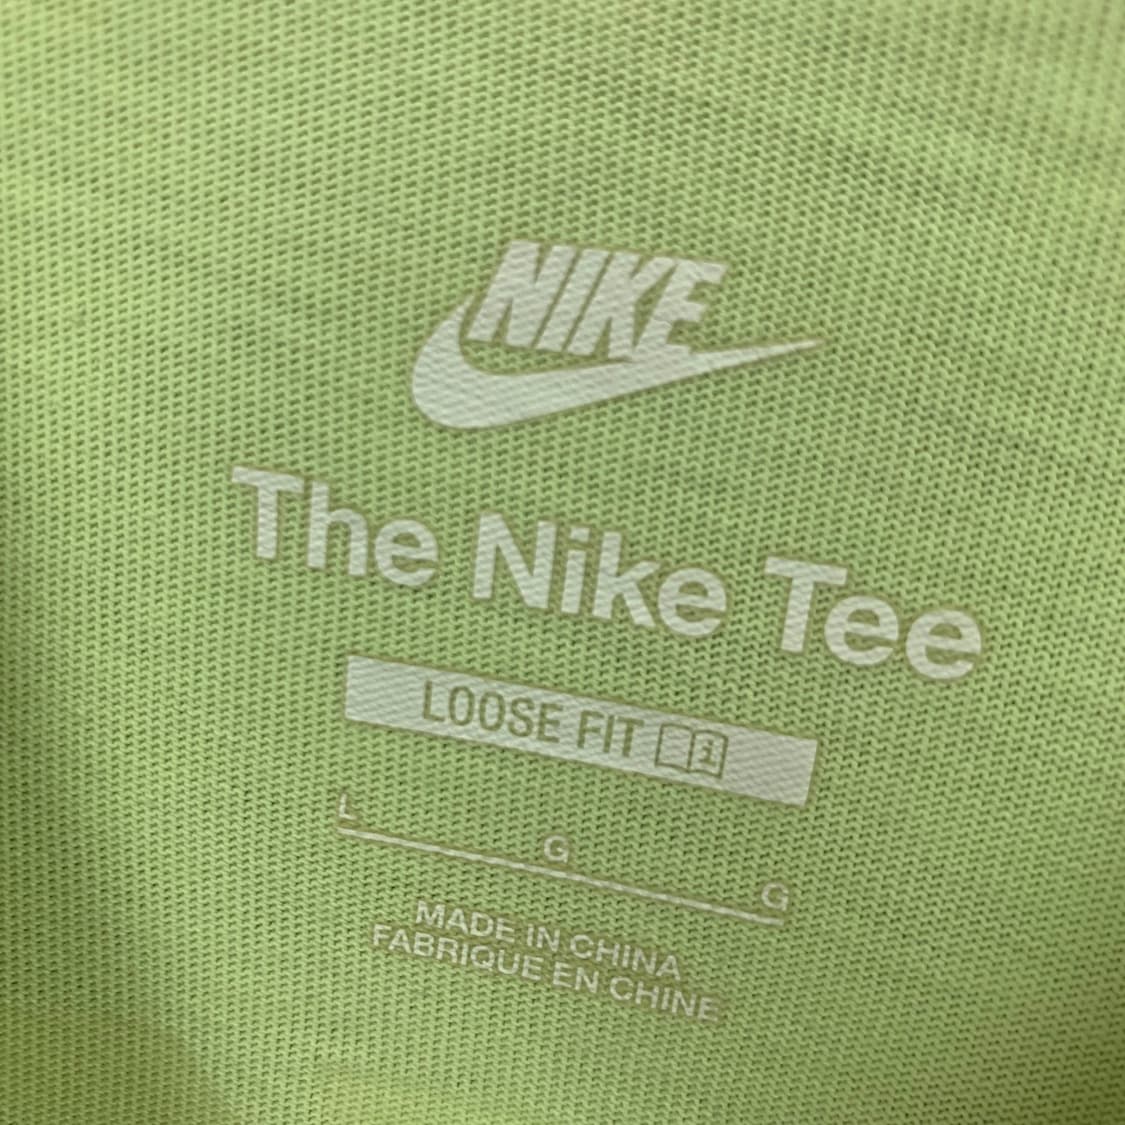 NIKE
The Nike Tee
LOOSE FIT
L G G
MADE IN CHINA
FABRIQUE EN CHINE